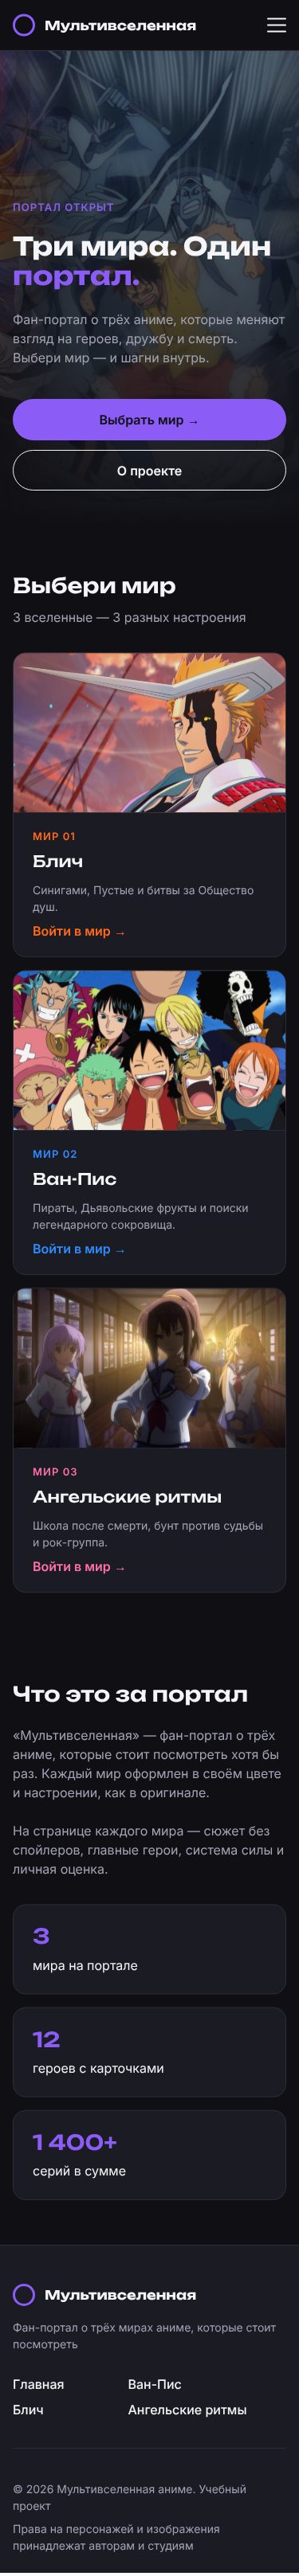 Мультивселенная
ПОРТАЛ ОТКРЫТ
Три мира. Один
портал.
Фан-портал о трёх аниме, которые меняют
взгляд на героев, дружбу и смерть.
Выбери мир — и шагни внутрь.
Выбрать мир →
О проекте
Выбери мир
3 вселенные — 3 разных настроения
МИР 01
Блич
Синигами, Пустые и битвы за Общество
душ.
Войти в мир →
МИР 02
Ван-Пис
Пираты, Дьявольские фрукты и поиски
легендарного сокровища.
Войти в мир →
МИР 03
Ангельские ритмы
Школа после смерти, бунт против судьбы
и рок-группа.
Войти в мир →
Что это за портал
«Мультивселенная» — фан-портал о трёх
аниме, которые стоит посмотреть хотя бы
раз. Каждый мир оформлен в своём цвете
и настроении, как в оригинале.
На странице каждого мира — сюжет без
спойлеров, главные герои, система силы и
личная оценка.
3
мира на портале
12
героев с карточками
1 400+
серий в сумме
Мультивселенная
Фан-портал о трёх мирах аниме, которые стоит
посмотреть
Главная Ван-Пис
Блич Ангельские ритмы
© 2026 Мультивселенная аниме. Учебный
проект
Права на персонажей и изображения
принадлежат авторам и студиям